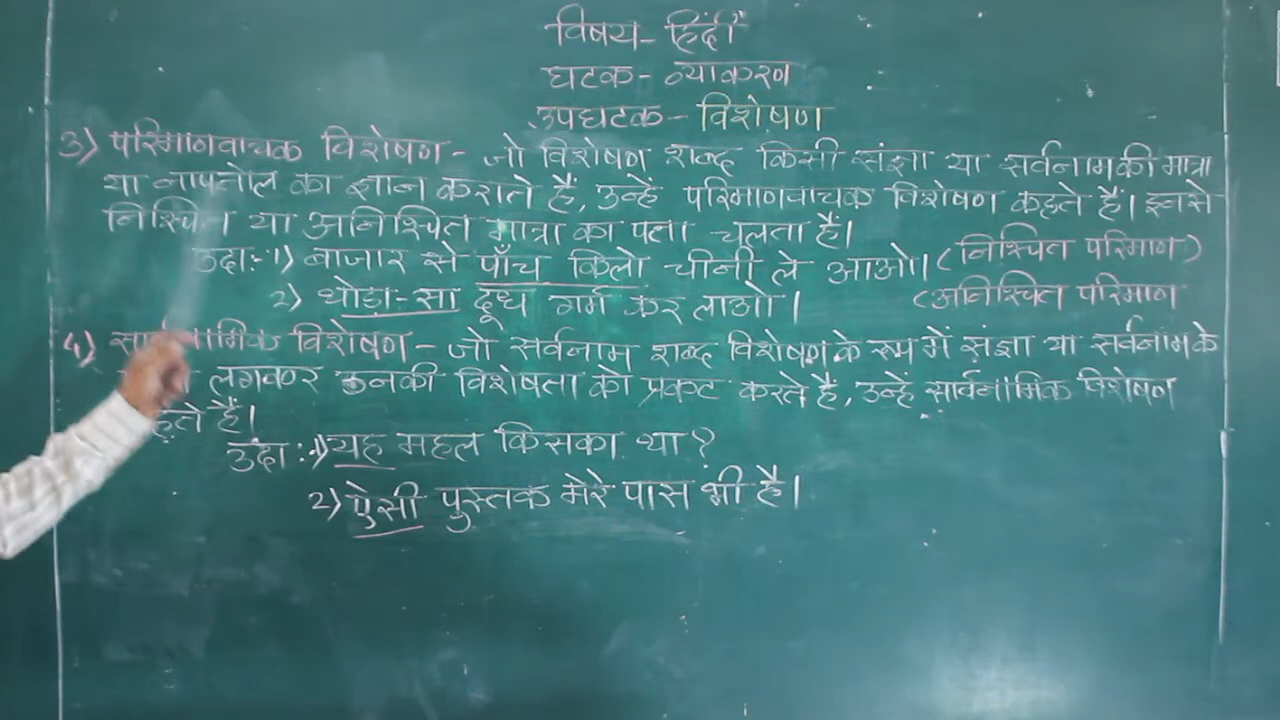 विषय- हिंदी
घटक- व्याकरण
उपघटक- विशेषण
3) परिमाणवाचक विशेषण- जो विशेषण शब्द किसी संज्ञा या सर्वनाम की मात्रा
या नापतोल का ज्ञान कराते हैं, उन्हें परिमाणवाचक विशेषण कहते हैं। इनसे
निश्चित या अनिश्चित मात्रा का पता चलता है।
उदा:-1) बाजार से पाँच किलो चीनी ले आओ। (निश्चित परिमाण)
2) थोड़ा-सा दूध गर्म कर लाओ। (अनिश्चित परिमाण
4) विशेषण- जो सर्वनाम शब्द विशेषण के रूप में संज्ञा या सर्वनाम के
लगकर उनकी विशेषता को प्रकट करते है, उन्हें सार्वनामिक विशेषण
हैं।
उदा:-1) यह महल किसका था?
2) ऐसी पुस्तक मेरे पास भी है।